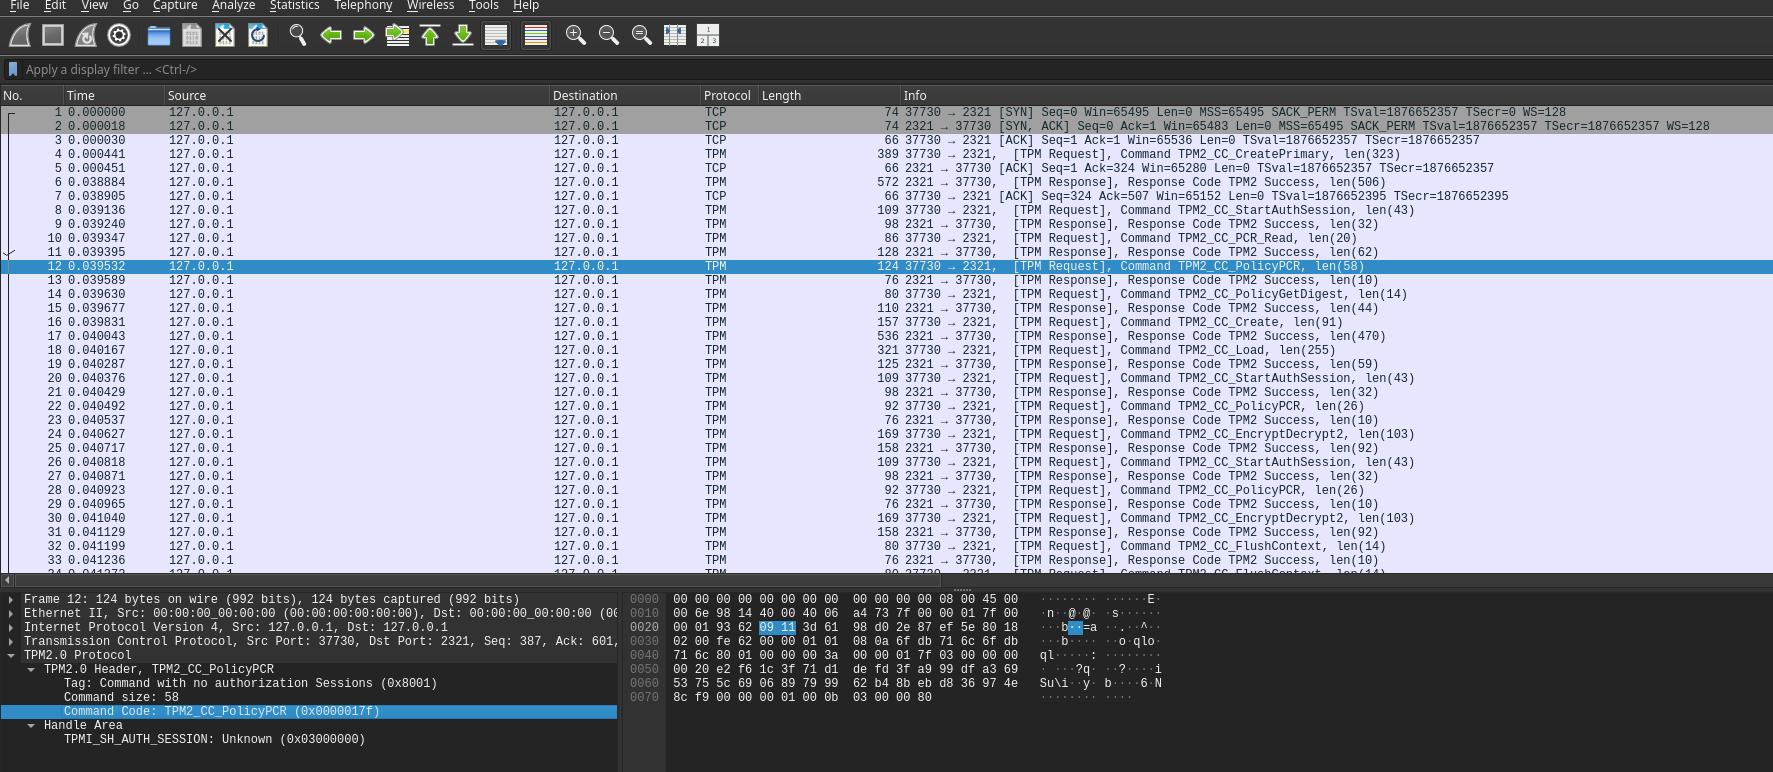 File Edit View Go Capture Analyze Statistics Telephony Wireless Tools Help
Apply a display filter ... <Ctrl-/>
No. Time Source Destination Protocol Length Info
1 0.000000 127.0.0.1 127.0.0.1 TCP 74 37730 → 2321 [SYN] Seq=0 Win=65495 Len=0 MSS=65495 SACK_PERM TSval=1876652357 TSecr=0 WS=128
2 0.000018 127.0.0.1 127.0.0.1 TCP 74 2321 → 37730 [SYN, ACK] Seq=0 Ack=1 Win=65483 Len=0 MSS=65495 SACK_PERM TSval=1876652357 TSecr=1876652357 WS=128
3 0.000030 127.0.0.1 127.0.0.1 TCP 66 37730 → 2321 [ACK] Seq=1 Ack=1 Win=65536 Len=0 TSval=1876652357 TSecr=1876652357
4 0.000441 127.0.0.1 127.0.0.1 TPM 389 37730 → 2321, [TPM Request], Command TPM2_CC_CreatePrimary, len(323)
5 0.000451 127.0.0.1 127.0.0.1 TCP 66 2321 → 37730 [ACK] Seq=1 Ack=324 Win=65280 Len=0 TSval=1876652357 TSecr=1876652357
6 0.038884 127.0.0.1 127.0.0.1 TPM 572 2321 → 37730, [TPM Response], Response Code TPM2 Success, len(506)
7 0.038905 127.0.0.1 127.0.0.1 TCP 66 37730 → 2321 [ACK] Seq=324 Ack=507 Win=65152 Len=0 TSval=1876652395 TSecr=1876652395
8 0.039136 127.0.0.1 127.0.0.1 TPM 109 37730 → 2321, [TPM Request], Command TPM2_CC_StartAuthSession, len(43)
9 0.039240 127.0.0.1 127.0.0.1 TPM 98 2321 → 37730, [TPM Response], Response Code TPM2 Success, len(32)
10 0.039347 127.0.0.1 127.0.0.1 TPM 86 37730 → 2321, [TPM Request], Command TPM2_CC_PCR_Read, len(20)
11 0.039395 127.0.0.1 127.0.0.1 TPM 128 2321 → 37730, [TPM Response], Response Code TPM2 Success, len(62)
12 0.039532 127.0.0.1 127.0.0.1 TPM 124 37730 → 2321, [TPM Request], Command TPM2_CC_PolicyPCR, len(58)
13 0.039589 127.0.0.1 127.0.0.1 TPM 76 2321 → 37730, [TPM Response], Response Code TPM2 Success, len(10)
14 0.039630 127.0.0.1 127.0.0.1 TPM 80 37730 → 2321, [TPM Request], Command TPM2_CC_PolicyGetDigest, len(14)
15 0.039677 127.0.0.1 127.0.0.1 TPM 110 2321 → 37730, [TPM Response], Response Code TPM2 Success, len(44)
16 0.039831 127.0.0.1 127.0.0.1 TPM 157 37730 → 2321, [TPM Request], Command TPM2_CC_Create, len(91)
17 0.040043 127.0.0.1 127.0.0.1 TPM 536 2321 → 37730, [TPM Response], Response Code TPM2 Success, len(470)
18 0.040167 127.0.0.1 127.0.0.1 TPM 321 37730 → 2321, [TPM Request], Command TPM2_CC_Load, len(255)
19 0.040287 127.0.0.1 127.0.0.1 TPM 125 2321 → 37730, [TPM Response], Response Code TPM2 Success, len(59)
20 0.040376 127.0.0.1 127.0.0.1 TPM 109 37730 → 2321, [TPM Request], Command TPM2_CC_StartAuthSession, len(43)
21 0.040429 127.0.0.1 127.0.0.1 TPM 98 2321 → 37730, [TPM Response], Response Code TPM2 Success, len(32)
22 0.040492 127.0.0.1 127.0.0.1 TPM 92 37730 → 2321, [TPM Request], Command TPM2_CC_PolicyPCR, len(26)
23 0.040537 127.0.0.1 127.0.0.1 TPM 76 2321 → 37730, [TPM Response], Response Code TPM2 Success, len(10)
24 0.040627 127.0.0.1 127.0.0.1 TPM 169 37730 → 2321, [TPM Request], Command TPM2_CC_EncryptDecrypt2, len(103)
25 0.040717 127.0.0.1 127.0.0.1 TPM 158 2321 → 37730, [TPM Response], Response Code TPM2 Success, len(92)
26 0.040818 127.0.0.1 127.0.0.1 TPM 109 37730 → 2321, [TPM Request], Command TPM2_CC_StartAuthSession, len(43)
27 0.040871 127.0.0.1 127.0.0.1 TPM 98 2321 → 37730, [TPM Response], Response Code TPM2 Success, len(32)
28 0.040923 127.0.0.1 127.0.0.1 TPM 92 37730 → 2321, [TPM Request], Command TPM2_CC_PolicyPCR, len(26)
29 0.040965 127.0.0.1 127.0.0.1 TPM 76 2321 → 37730, [TPM Response], Response Code TPM2 Success, len(10)
30 0.041040 127.0.0.1 127.0.0.1 TPM 169 37730 → 2321, [TPM Request], Command TPM2_CC_EncryptDecrypt2, len(103)
31 0.041129 127.0.0.1 127.0.0.1 TPM 158 2321 → 37730, [TPM Response], Response Code TPM2 Success, len(92)
32 0.041199 127.0.0.1 127.0.0.1 TPM 80 37730 → 2321, [TPM Request], Command TPM2_CC_FlushContext, len(14)
33 0.041236 127.0.0.1 127.0.0.1 TPM 76 2321 → 37730, [TPM Response], Response Code TPM2 Success, len(10)
Frame 12: 124 bytes on wire (992 bits), 124 bytes captured (992 bits)
Ethernet II, Src: 00:00:00_00:00:00 (00:00:00:00:00:00), Dst: 00:00:00_00:00:00 (00
Internet Protocol Version 4, Src: 127.0.0.1, Dst: 127.0.0.1
Transmission Control Protocol, Src Port: 37730, Dst Port: 2321, Seq: 387, Ack: 601,
TPM2.0 Protocol
TPM2.0 Header, TPM2_CC_PolicyPCR
Tag: Command with no authorization Sessions (0x8001)
Command size: 58
Command Code: TPM2_CC_PolicyPCR (0x0000017f)
Handle Area
TPMI_SH_AUTH_SESSION: Unknown (0x03000000)
0000 00 00 00 00 00 00 00 00 00 00 00 00 08 00 45 00 ········ ······E·
0010 00 6e 98 14 40 00 40 06 a4 73 7f 00 00 01 7f 00 ·n··@·@· ·s······
0020 00 01 93 62 09 11 3d 61 98 d0 2e 87 ef 5e 80 18 ···b··=a ··.··^··
0030 02 00 fe 62 00 00 01 01 08 0a 6f db 71 6c 6f db ···b···· ··o·qlo·
0040 71 6c 80 01 00 00 00 3a 00 00 01 7f 03 00 00 00 ql·····: ········
0050 00 20 e2 f6 1c 3f 71 d1 de fd 3f a9 99 df a3 69 · ···?q· ··?····i
0060 53 75 5c 69 06 89 79 99 62 b4 8b eb d8 36 97 4e Su\i··y· b····6·N
0070 8c f9 00 00 00 01 00 0b 03 00 00 80 ········ ····